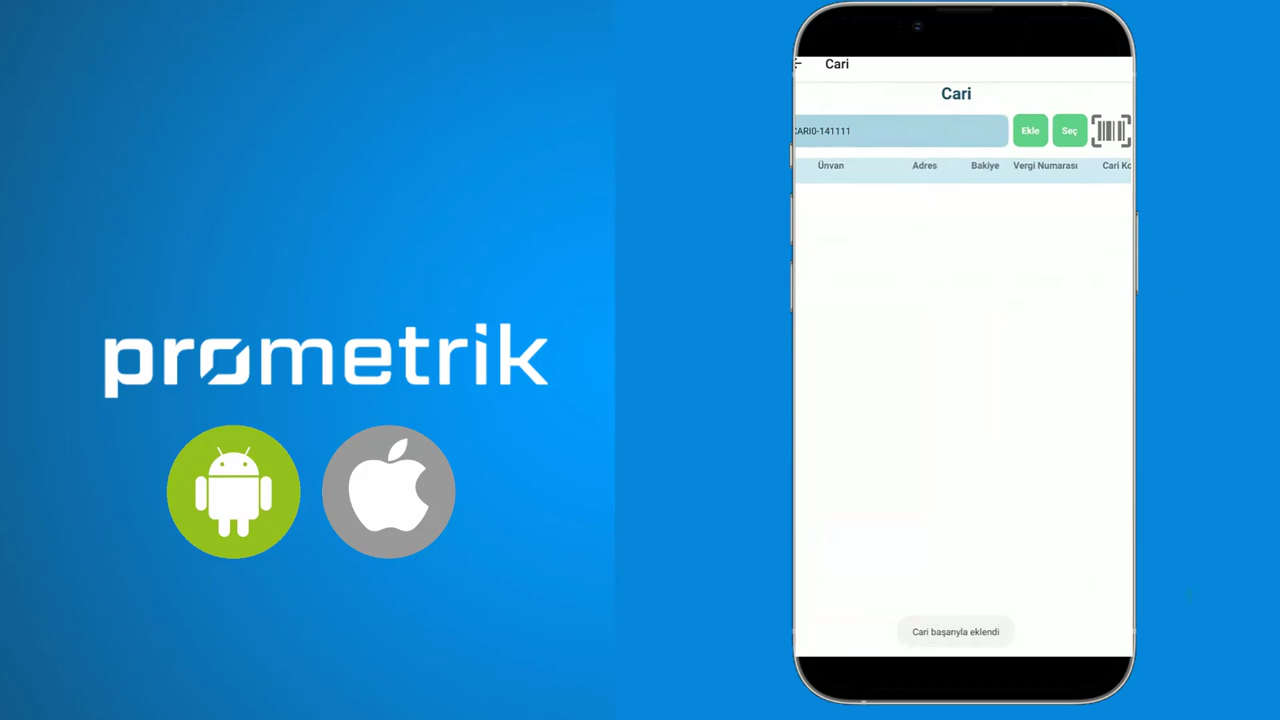 prometrik
Cari
Cari
CARI0-141111
Ekle
Seç
Ünvan Adres Bakiye Vergi Numarası Cari Ko
Cari başarıyla eklendi